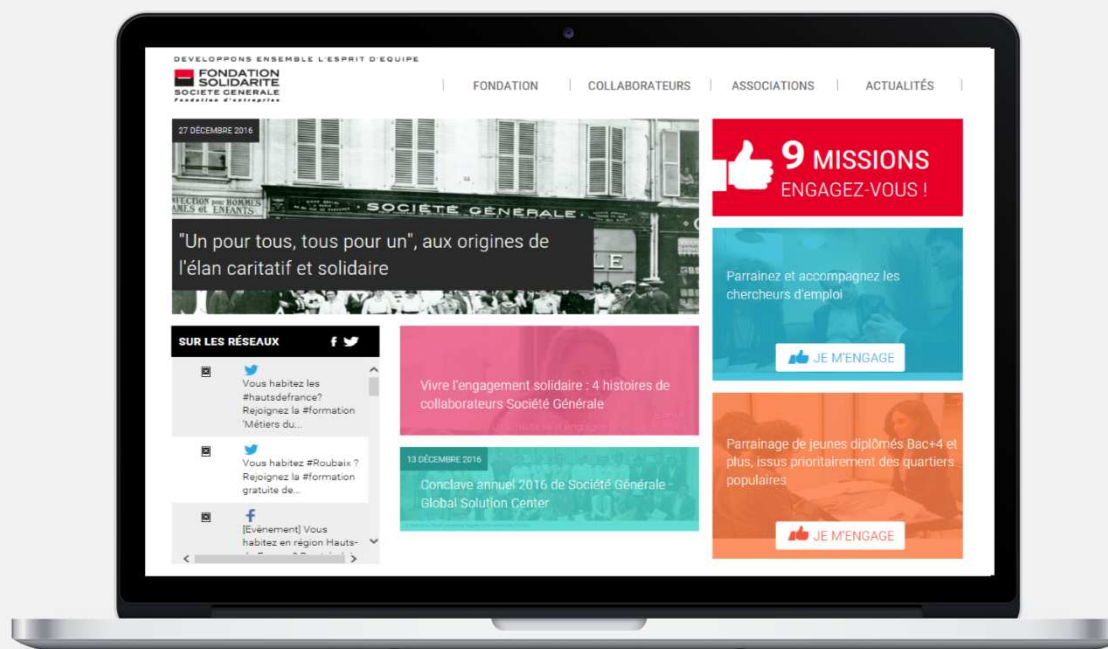 DEVELOPPONS ENSEMBLE L'ESPRIT D'EQUIPE
FONDATION
SOLIDARITE
SOCIETE GENERALE
Fondation d'entreprise
FONDATION
COLLABORATEURS
ASSOCIATIONS
ACTUALITÉS
27 DÉCEMBRE 2016
HOMMES
ET ENFANTS
SOCIÉTÉ GÉNÉRALE
"Un pour tous, tous pour un", aux origines de
l'élan caritatif et solidaire
9 MISSIONS
ENGAGEZ-VOUS !
Parrainez et accompagnez les
chercheurs d'emploi
JE M'ENGAGE
SUR LES RÉSEAUX
Vous habitez les
#hautsdefrance?
Rejoignez la #formation
'Métiers du...
Vous habitez #Roubaix ?
Rejoignez la #formation
gratuite de...
[Evènement] Vous
habitez en région Hauts-
Vivre l'engagement solidaire : 4 histoires de
collaborateurs Société Générale
13 DÉCEMBRE 2016
Conclave annuel 2016 de Société Générale -
Global Solution Center
Parrainage de jeunes diplômés Bac+4 et
plus, issus prioritairement des quartiers
populaires
JE M'ENGAGE